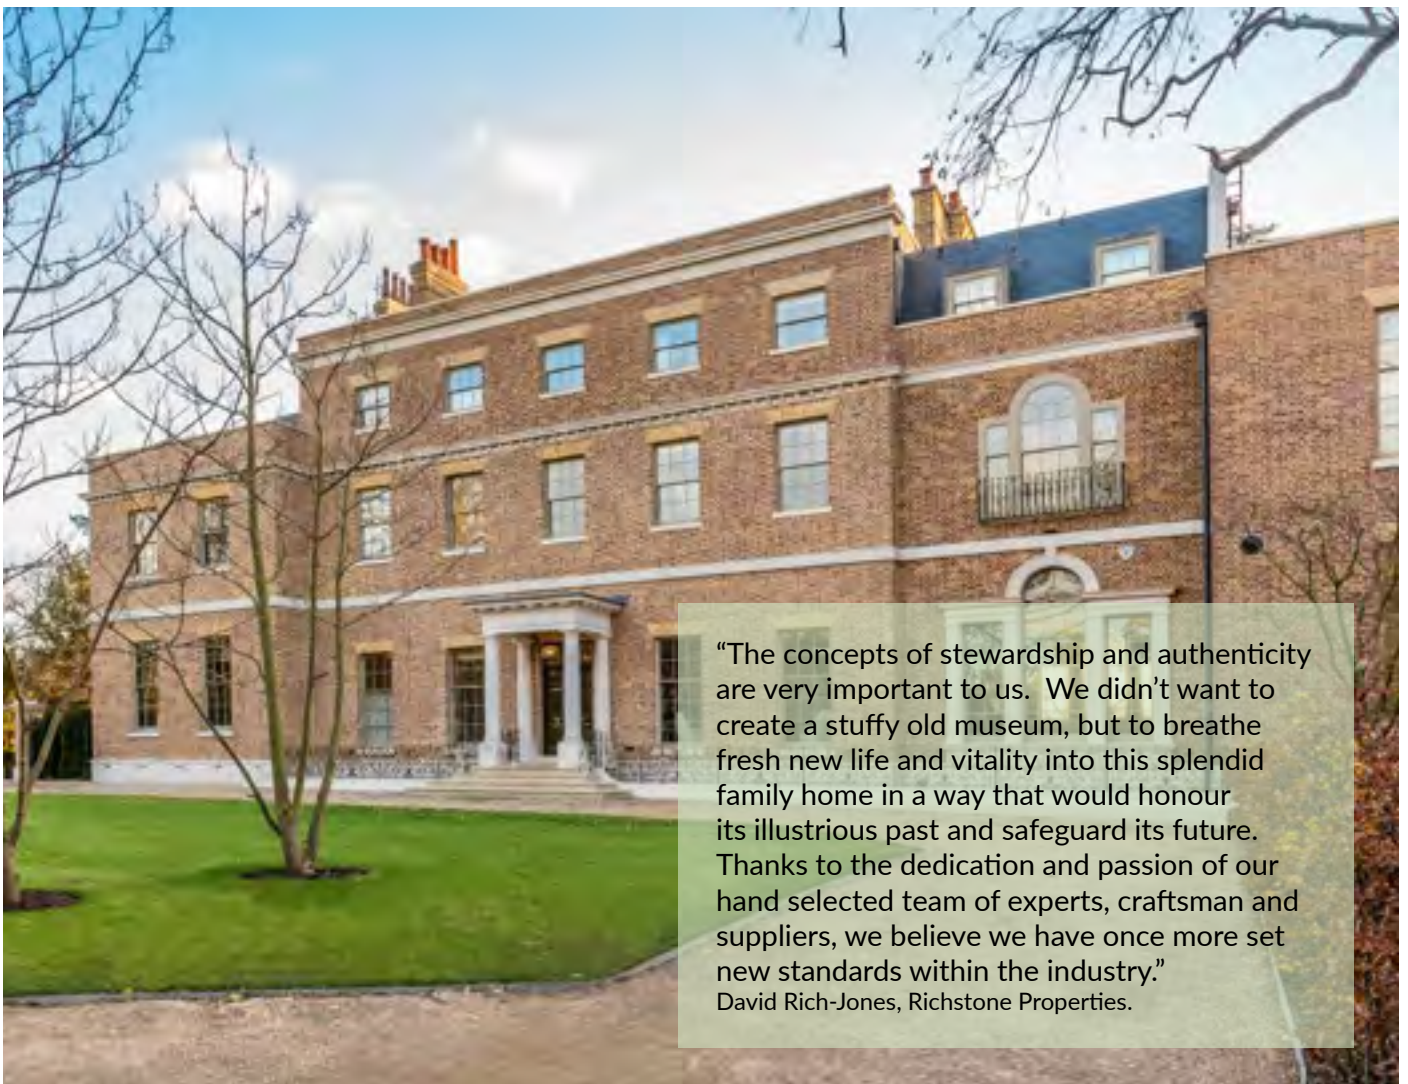 “The concepts of stewardship and authenticity
are very important to us.  We didn’t want to
create a stuffy old museum, but to breathe
fresh new life and vitality into this splendid
family home in a way that would honour
its illustrious past and safeguard its future.
Thanks to the dedication and passion of our
hand selected team of experts, craftsman and
suppliers, we believe we have once more set
new standards within the industry.”
David Rich-Jones, Richstone Properties.